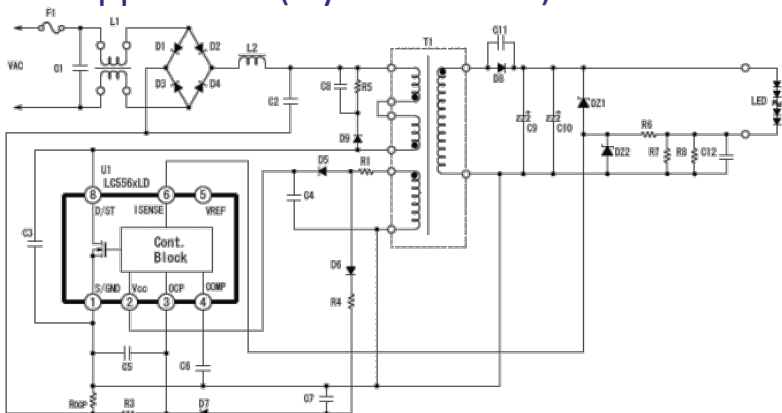 F1
L1
VAC
C1
D1
D2
D3
D4
L2
C2
C8
R5
D9
T1
C11
D8
C9
C10
DZ1
DZ2
R6
R7
R8
C12
LED
U1
LC556xLD
8
6
5
D/ST
ISENSE
VREF
Cont.
Block
S/GND
Vcc
OCP
COMP
1
2
3
4
C3
D5
R1
C4
D6
R4
C5
C6
ROCP
R3
D7
C7